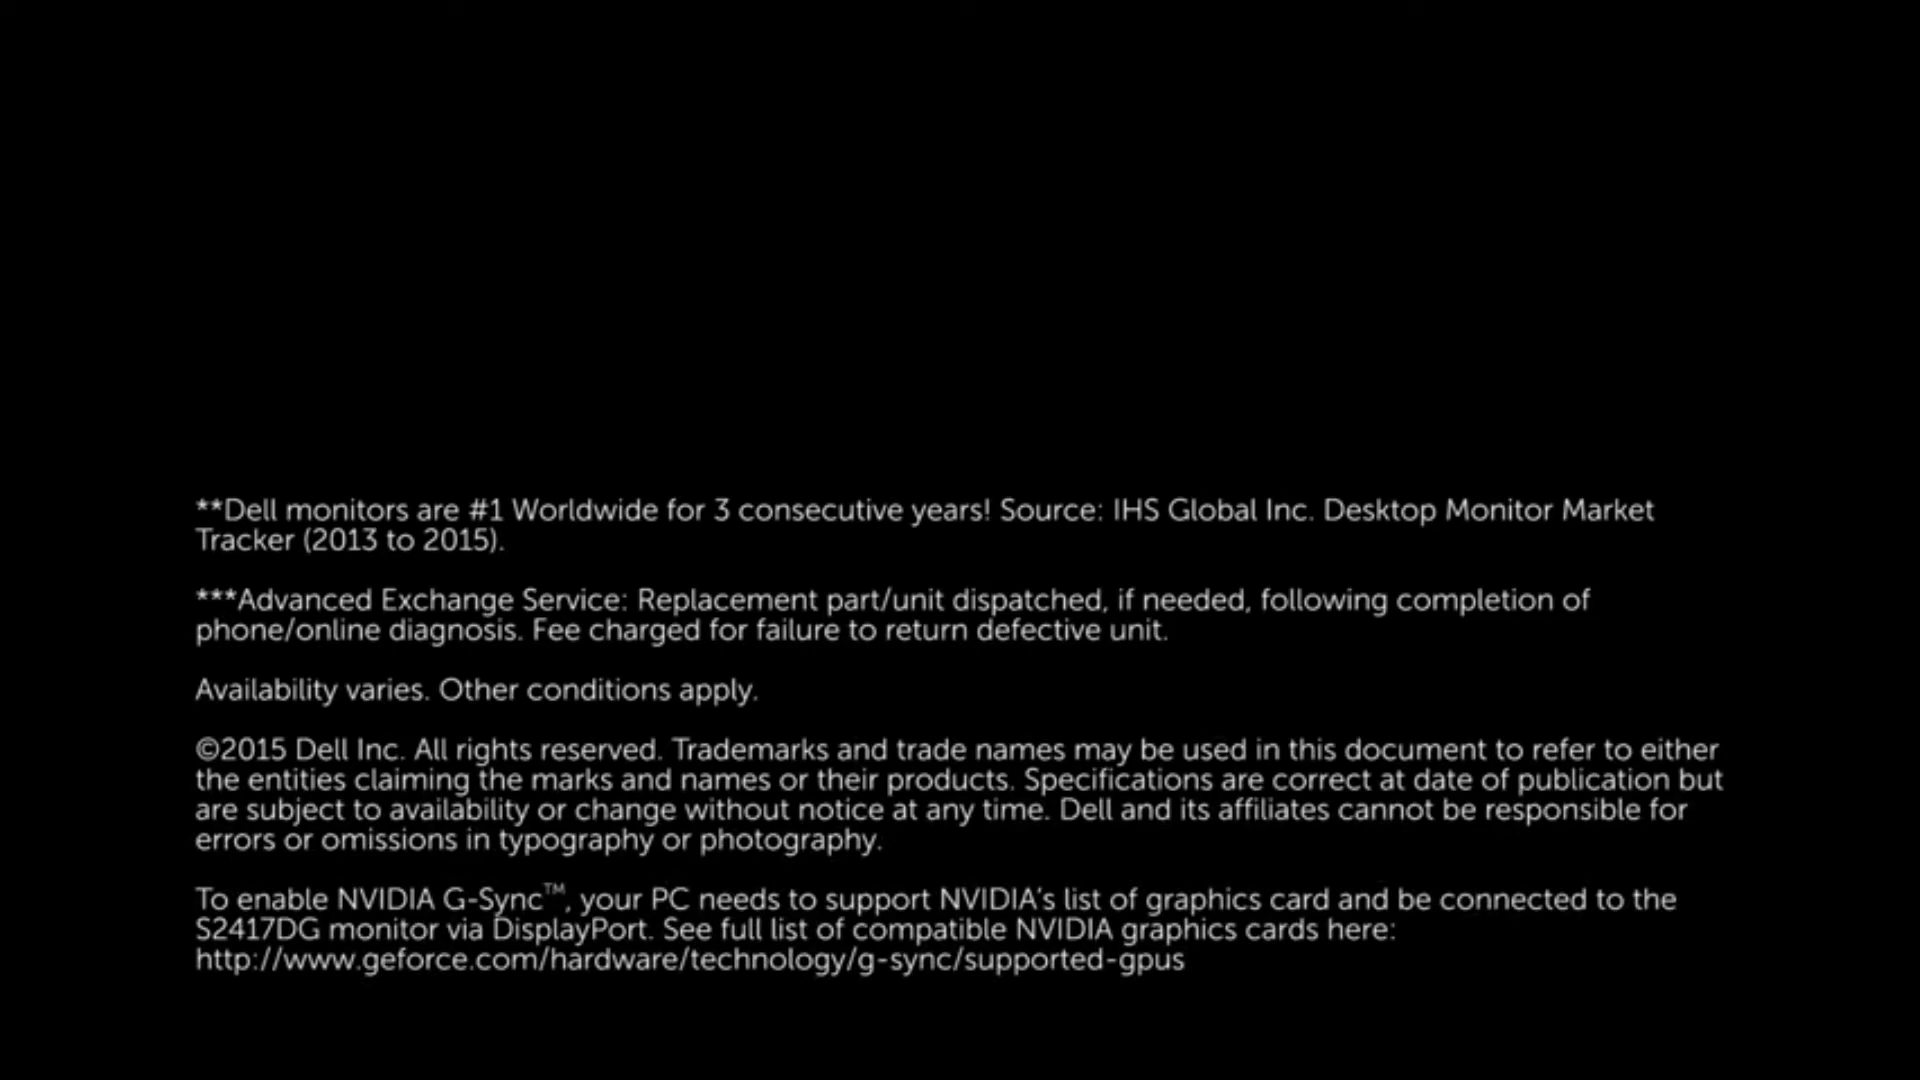 **Dell monitors are #1 Worldwide for 3 consecutive years! Source: IHS Global Inc. Desktop Monitor Market
Tracker (2013 to 2015).
***Advanced Exchange Service: Replacement part/unit dispatched, if needed, following completion of
phone/online diagnosis. Fee charged for failure to return defective unit.
Availability varies. Other conditions apply.
©2015 Dell Inc. All rights reserved. Trademarks and trade names may be used in this document to refer to either
the entities claiming the marks and names or their products. Specifications are correct at date of publication but
are subject to availability or change without notice at any time. Dell and its affiliates cannot be responsible for
errors or omissions in typography or photography.
To enable NVIDIA G-Sync™, your PC needs to support NVIDIA's list of graphics card and be connected to the
S2417DG monitor via DisplayPort. See full list of compatible NVIDIA graphics cards here:
http://www.geforce.com/hardware/technology/g-sync/supported-gpus